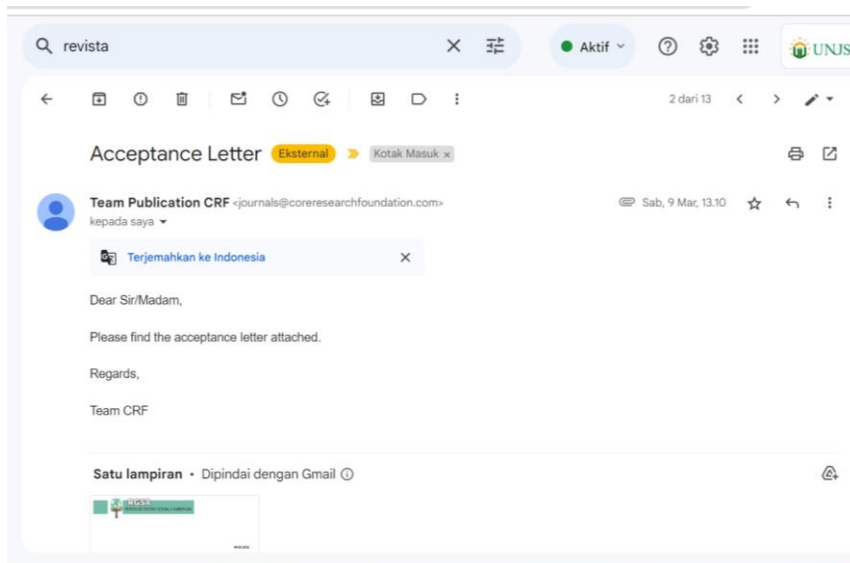 revista
Aktif
UNJS
2 dari 13
Acceptance Letter Eksternal Kotak Masuk x
Team Publication CRF <journals@coreresearchfoundation.com> Sab, 9 Mar, 13.10
kepada saya
Terjemahkan ke Indonesia
Dear Sir/Madam,
Please find the acceptance letter attached.
Regards,
Team CRF
Satu lampiran • Dipindai dengan Gmail
RGSA